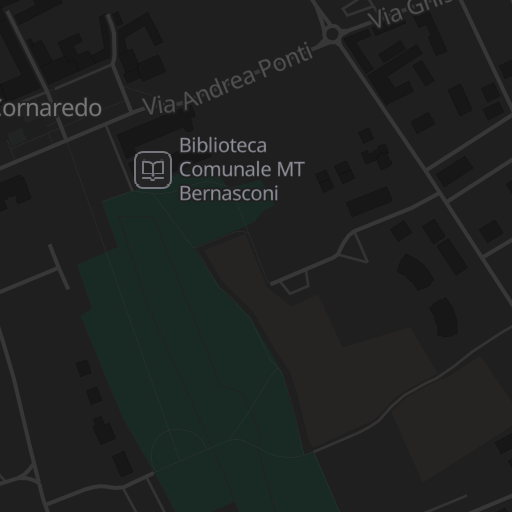 Via Ghis
Via Andrea Ponti
Cornaredo
Biblioteca
Comunale MT
Bernasconi